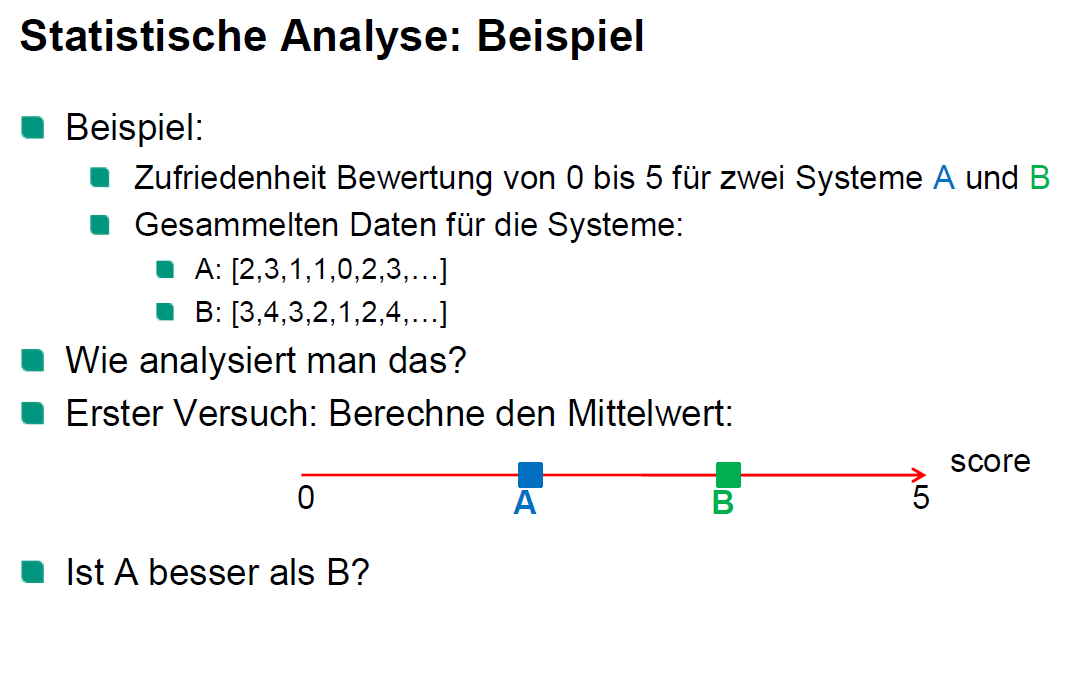 Statistische Analyse: Beispiel
Beispiel:
Zufriedenheit Bewertung von 0 bis 5 für zwei Systeme A und B
Gesammelten Daten für die Systeme:
A: [2,3,1,1,0,2,3,…]
B: [3,4,3,2,1,2,4,…]
Wie analysiert man das?
Erster Versuch: Berechne den Mittelwert:
score
0 A B 5
Ist A besser als B?